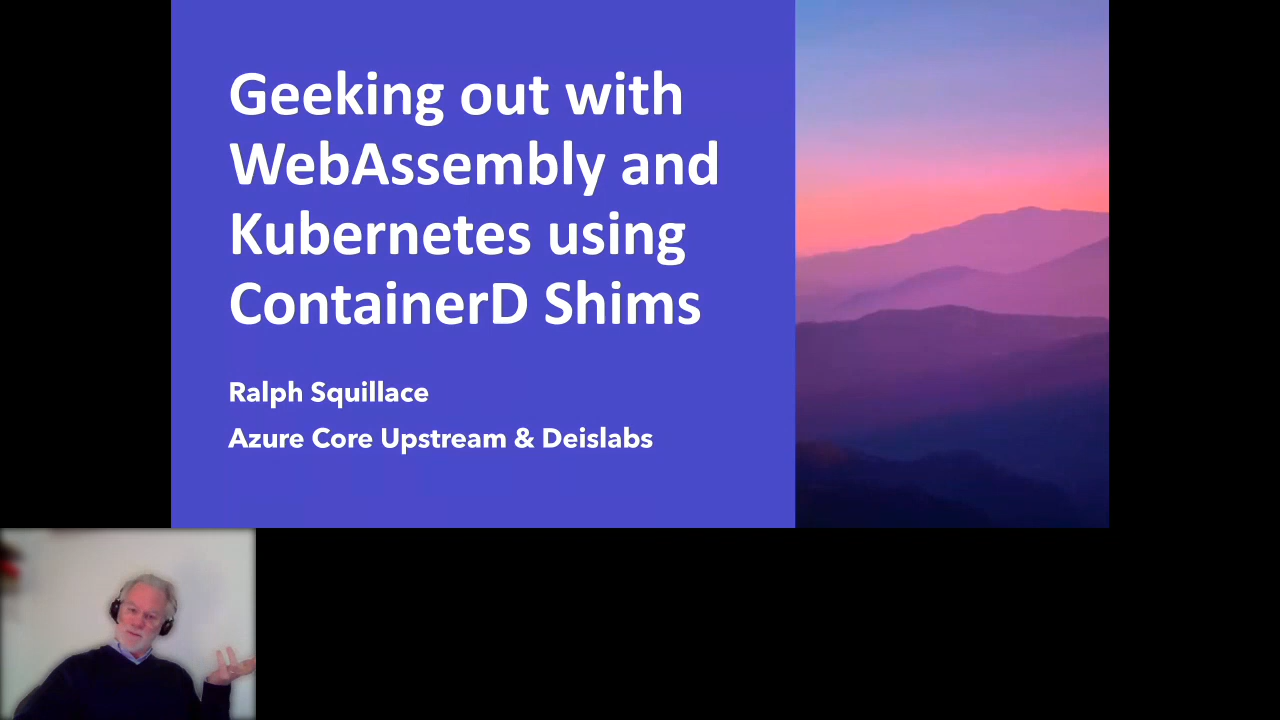 Geeking out with
WebAssembly and
Kubernetes using
ContainerD Shims
Ralph Squillace
Azure Core Upstream & Deislabs